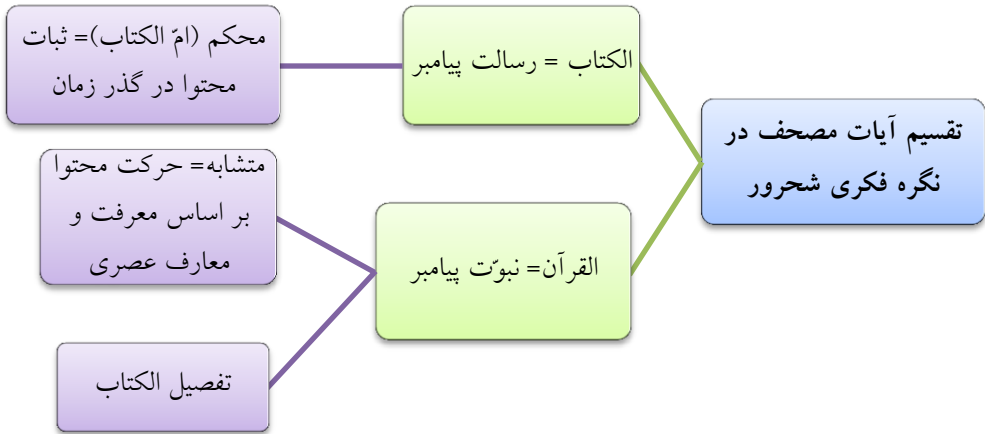 تقسیم آیات مصحف در
نگره فکری شحرور
الکتاب = رسالت پیامبر
محکم (امّ الکتاب)= ثبات
محتوا در گذر زمان
القرآن= نبوّت پیامبر
متشابه= حرکت محتوا
بر اساس معرفت و
معارف عصری
تفصیل الکتاب